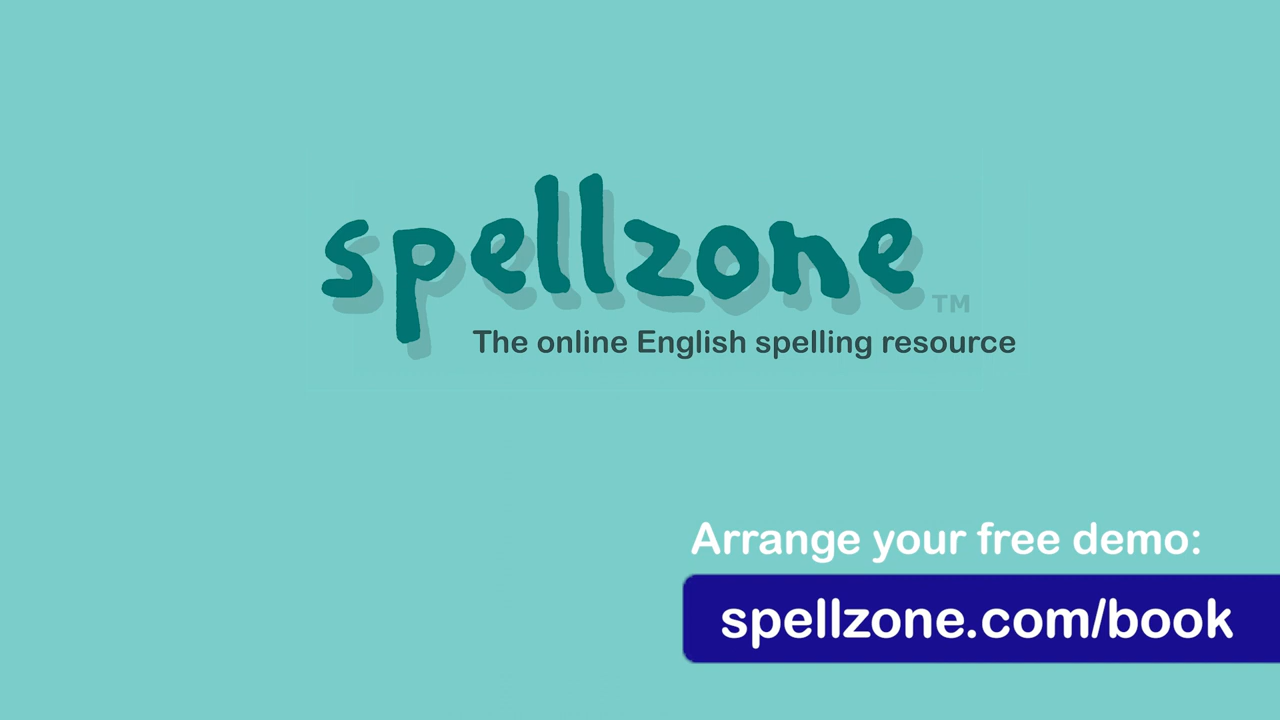 spellzone
TM
The online English spelling resource
Arrange your free demo:
spellzone.com/book